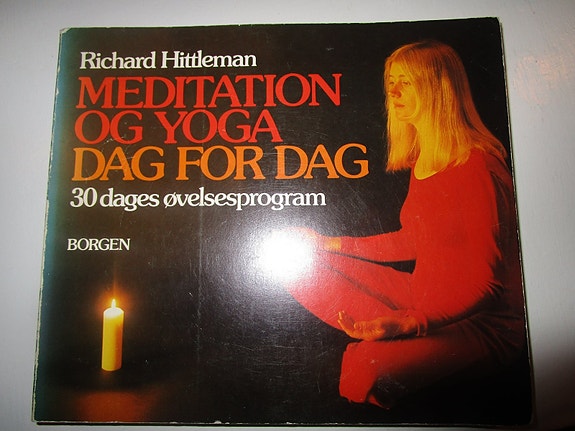 Richard Hittleman
MEDITATION
OG YOGA
DAG FOR DAG
30 dages øvelsesprogram
BORGEN